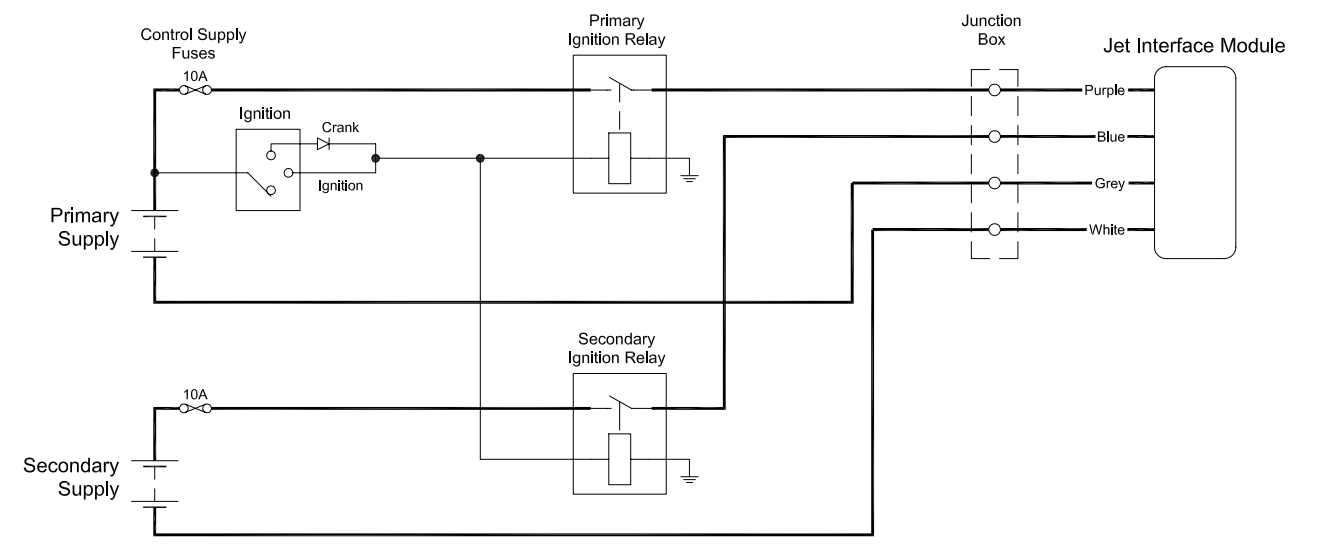 Control Supply
Fuses
10A
Primary
Ignition Relay
Junction
Box
Jet Interface Module
Purple
Blue
Grey
White
Ignition
Crank
Ignition
Primary
Supply
Secondary
Ignition Relay
10A
Secondary
Supply